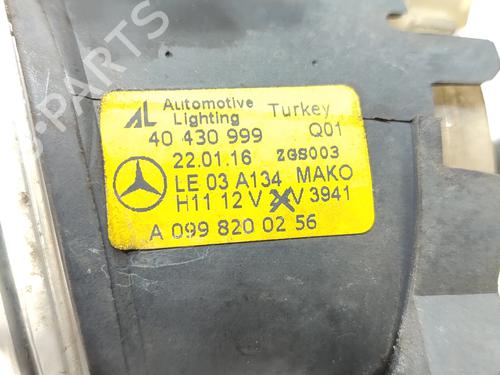 PARTS
AL Automotive Lighting Turkey
40 430 999 Q01
22.01.16 ZGS003
LE 03 A134 MAKO
H11 12 V V 3941
A 099 820 02 56